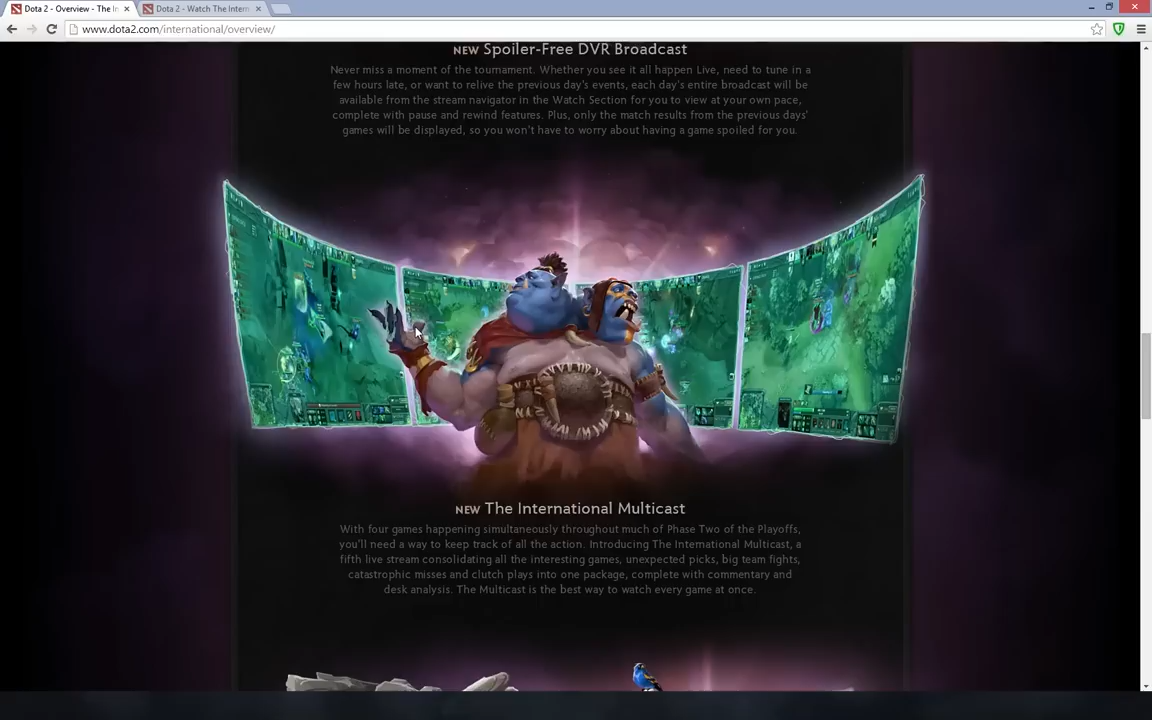 Dota 2 - Overview - The In
Dota 2 - Watch The Intern
www.dota2.com/international/overview/
NEW Spoiler-Free DVR Broadcast
Never miss a moment of the tournament. Whether you see it all happen Live, need to tune in a
few hours late, or want to relive the previous day's events, each day's entire broadcast will be
available from the stream navigator in the Watch Section for you to view at your own pace,
complete with pause and rewind features. Plus, only the match results from the previous days'
games will be displayed, so you won't have to worry about having a game spoiled for you.
NEW The International Multicast
With four games happening simultaneously throughout much of Phase Two of the Playoffs,
you'll need a way to keep track of all the action. Introducing The International Multicast, a
fifth live stream consolidating all the interesting games, unexpected picks, big team fights,
catastrophic misses and clutch plays into one package, complete with commentary and
desk analysis. The Multicast is the best way to watch every game at once.